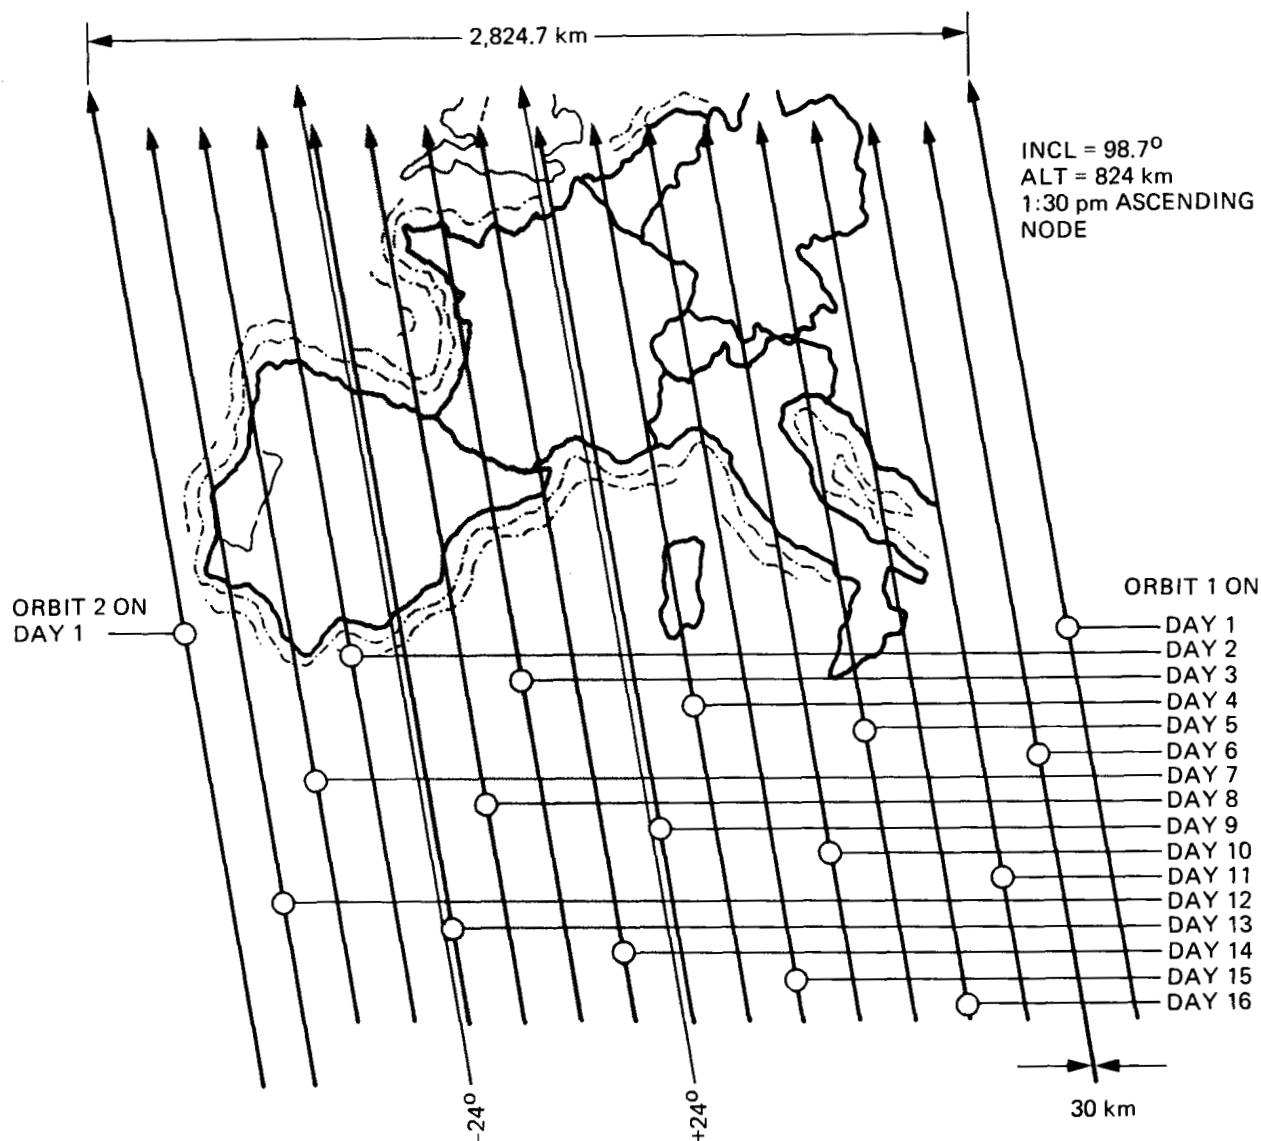 2,824.7 km
INCL = 98.7°
ALT = 824 km
1:30 pm ASCENDING
NODE
ORBIT 2 ON
DAY 1
ORBIT 1 ON
DAY 1
DAY 2
DAY 3
DAY 4
DAY 5
DAY 6
DAY 7
DAY 8
DAY 9
DAY 10
DAY 11
DAY 12
DAY 13
DAY 14
DAY 15
DAY 16
-24°
+24°
30 km